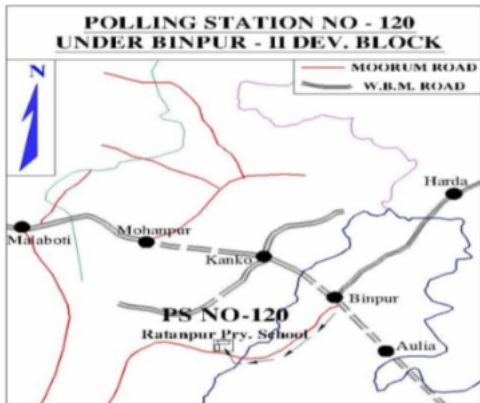 POLLING STATION NO - 120
UNDER BINPUR - II DEV. BLOCK
N
MOORUM ROAD
W.B.M. ROAD
Harda
Malaboti
Mohanpur
Kanko
Binpur
PS NO-120
Ratanpur Pry. School
Aulia